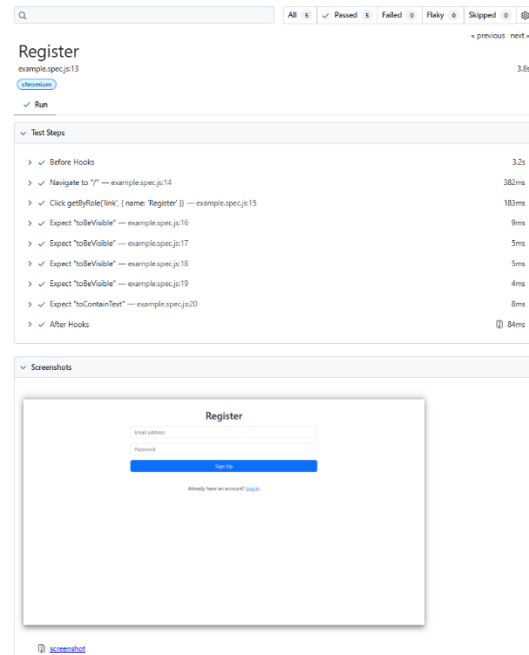 All 5 Passed 5 Failed 0 Flaky 0 Skipped 0
« previous next »
Register
example.spec.js:13 3.8s
chromium
Run
Test Steps
Before Hooks 3.2s
Navigate to "/" — example.spec.js:14 382ms
Click getByRole('link', { name: 'Register' }) — example.spec.js:15 183ms
Expect "toBeVisible" — example.spec.js:16 9ms
Expect "toBeVisible" — example.spec.js:17 5ms
Expect "toBeVisible" — example.spec.js:18 5ms
Expect "toBeVisible" — example.spec.js:19 4ms
Expect "toContainText" — example.spec.js:20 8ms
After Hooks 84ms
Screenshots
Register
Email address
Password
Sign Up
Already have an account? Log In
screenshot